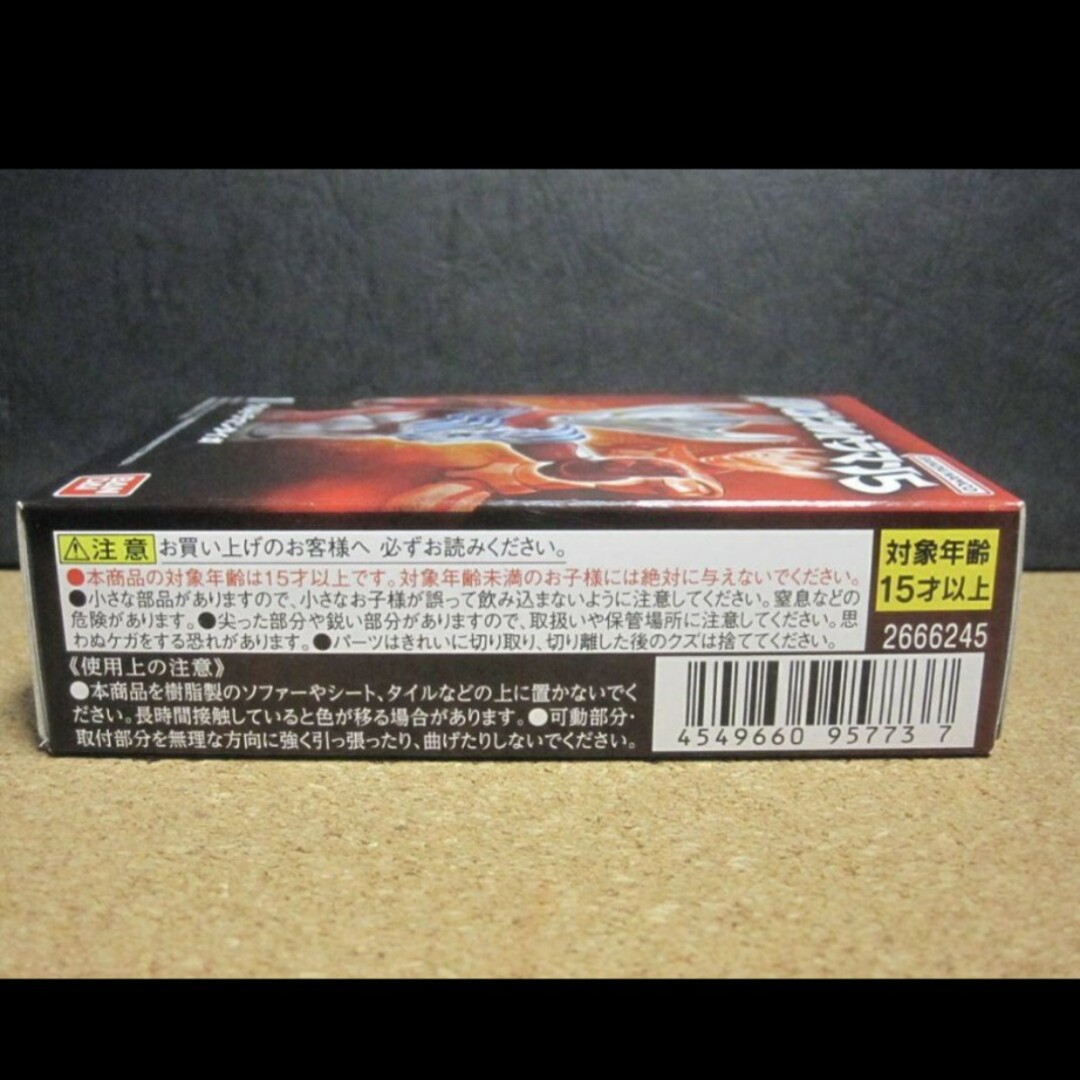 BAN
DAI
⚠注意 お買い上げのお客様へ 必ずお読みください。
●本商品の対象年齢は15才以上です。対象年齢未満のお子様には絶対に与えないでください。
●小さな部品がありますので、小さなお子様が誤って飲み込まないように注意してください。窒息などの
危険があります。●尖った部分や鋭い部分がありますので、取扱いや保管場所に注意してください。思
わぬケガをする恐れがあります。●パーツはきれいに切り取り、切り離した後のクズは捨ててください。
対象年齢
15才以上
2666245
《使用上の注意》
●本商品を樹脂製のソファーやシート、タイルなどの上に置かないでく
ださい。長時間接触していると色が移る場合があります。●可動部分・
取付部分を無理な方向に強く引っ張ったり、曲げたりしないでください。
4549660 95773 7